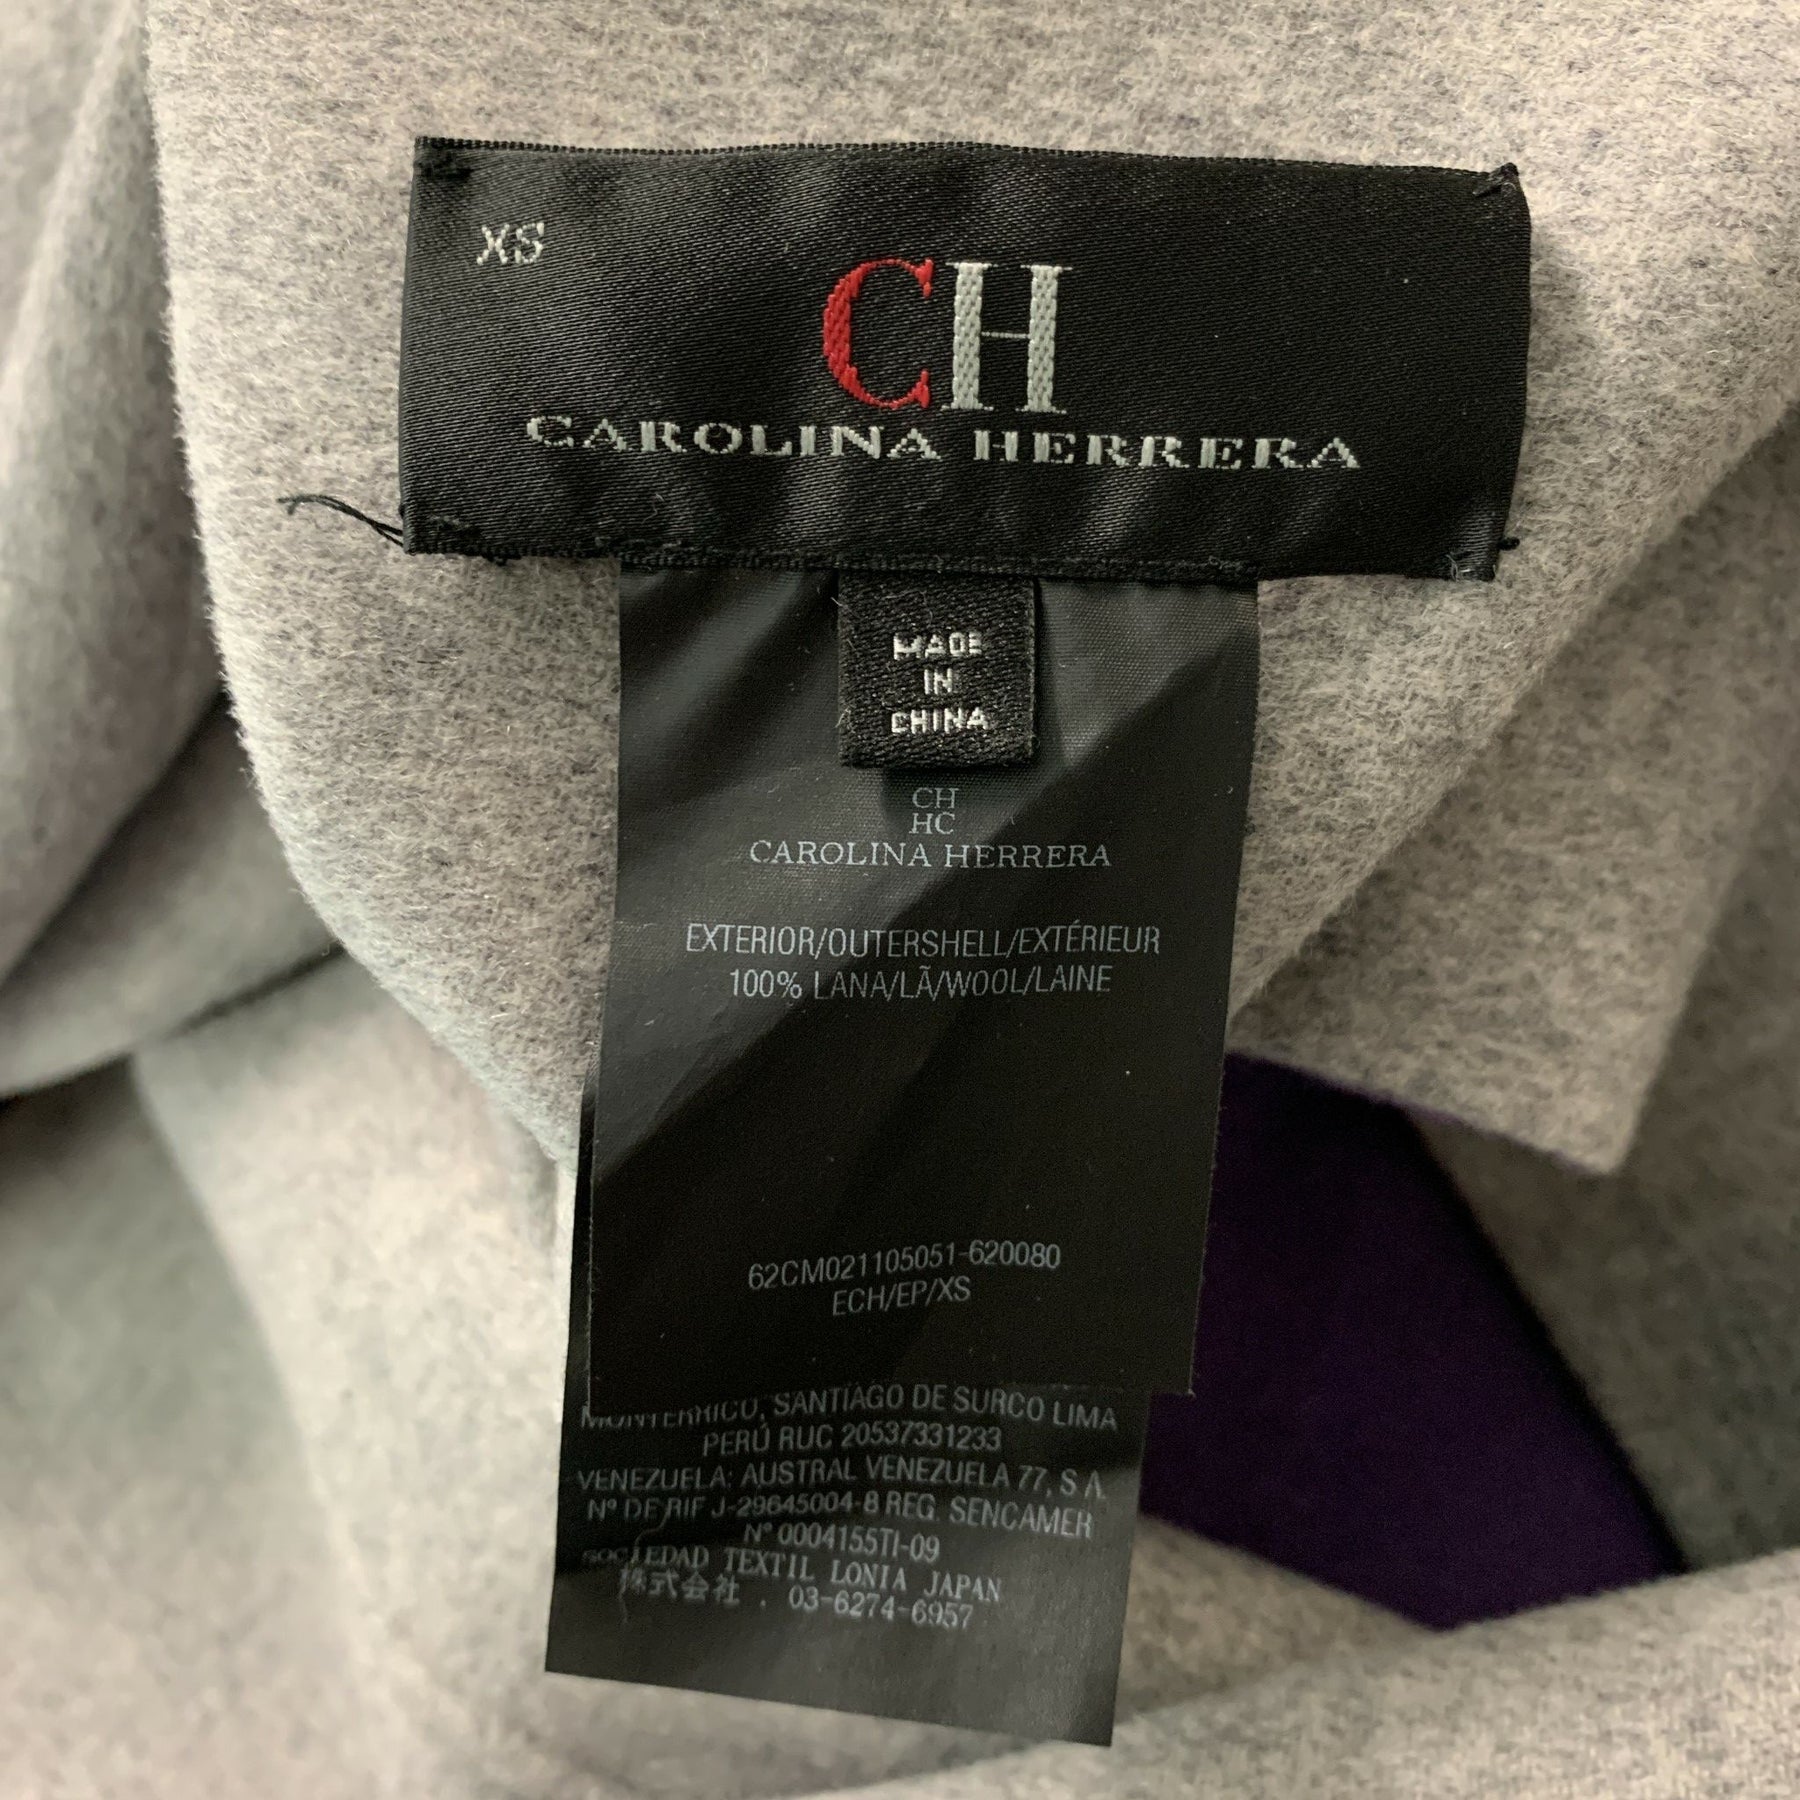 XS
CH
CAROLINA HERRERA
MADE
IN
CHINA
CH
HC
CAROLINA HERRERA
EXTERIOR/OUTERSHELL/EXTÉRIEUR
100% LANA/LÃ/WOOL/LAINE
62CM021105051-620080
ECH/EP/XS
MONTERRICO, SANTIAGO DE SURCO LIMA
PERÚ RUC 20537331233
VENEZUELA: AUSTRAL VENEZUELA 77, S A.
Nº DE RIF J-29645004-8 REG. SENCAMER
Nº 0004155TI-09
SOCIEDAD TEXTIL LONIA JAPAN
株式会社 . 03-6274-6957